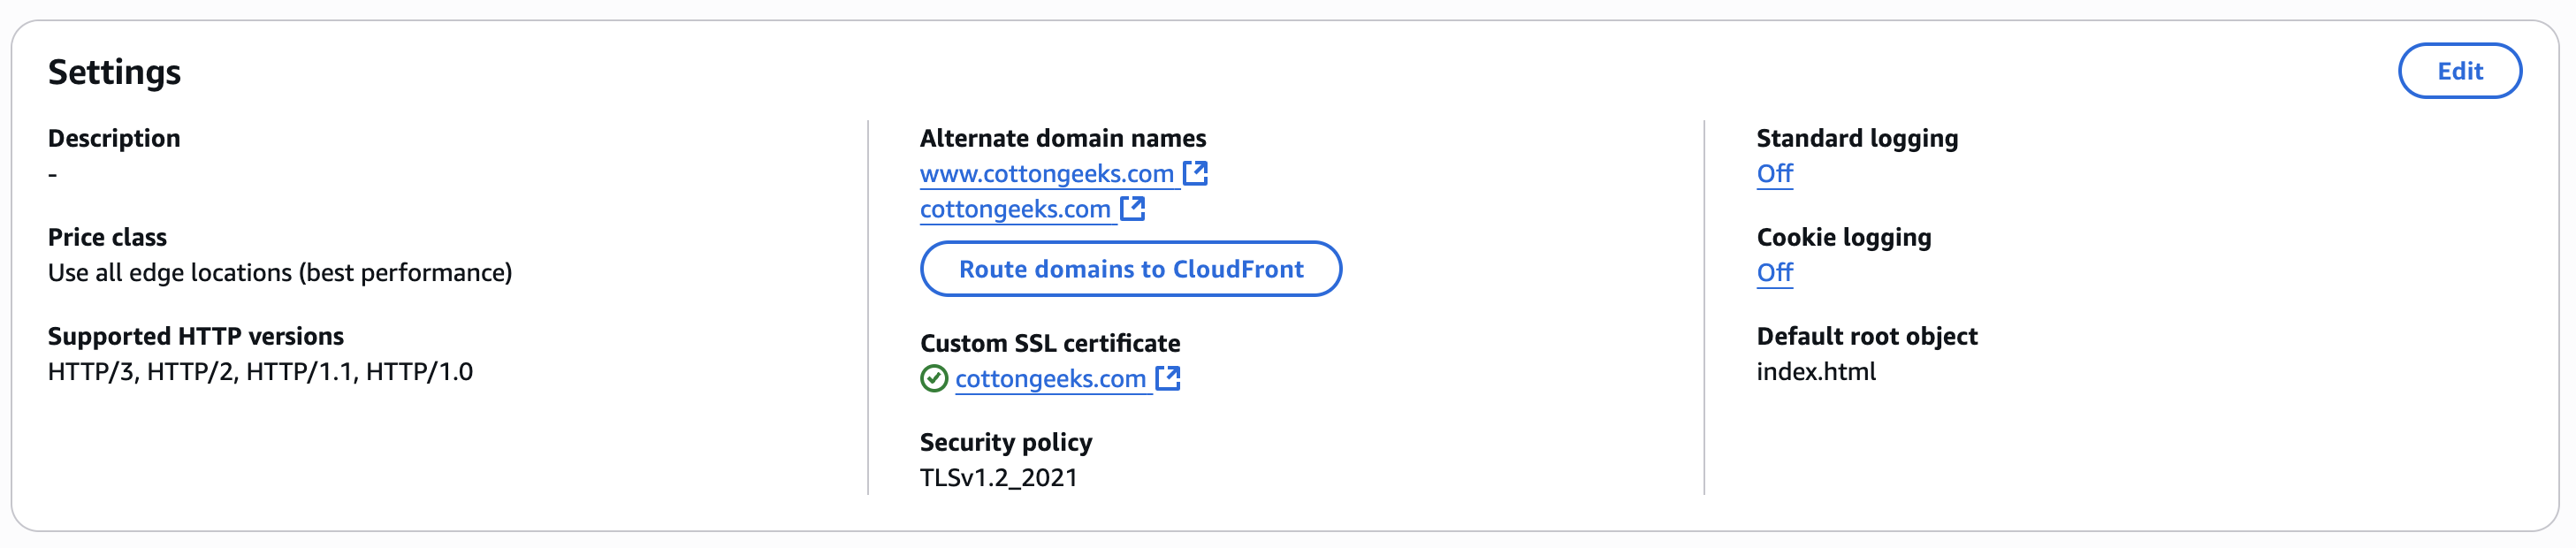 Settings
Edit
Description
-
Price class
Use all edge locations (best performance)
Supported HTTP versions
HTTP/3, HTTP/2, HTTP/1.1, HTTP/1.0
Alternate domain names
www.cottongeeks.com
cottongeeks.com
Route domains to CloudFront
Custom SSL certificate
cottongeeks.com
Security policy
TLSv1.2_2021
Standard logging
Off
Cookie logging
Off
Default root object
index.html